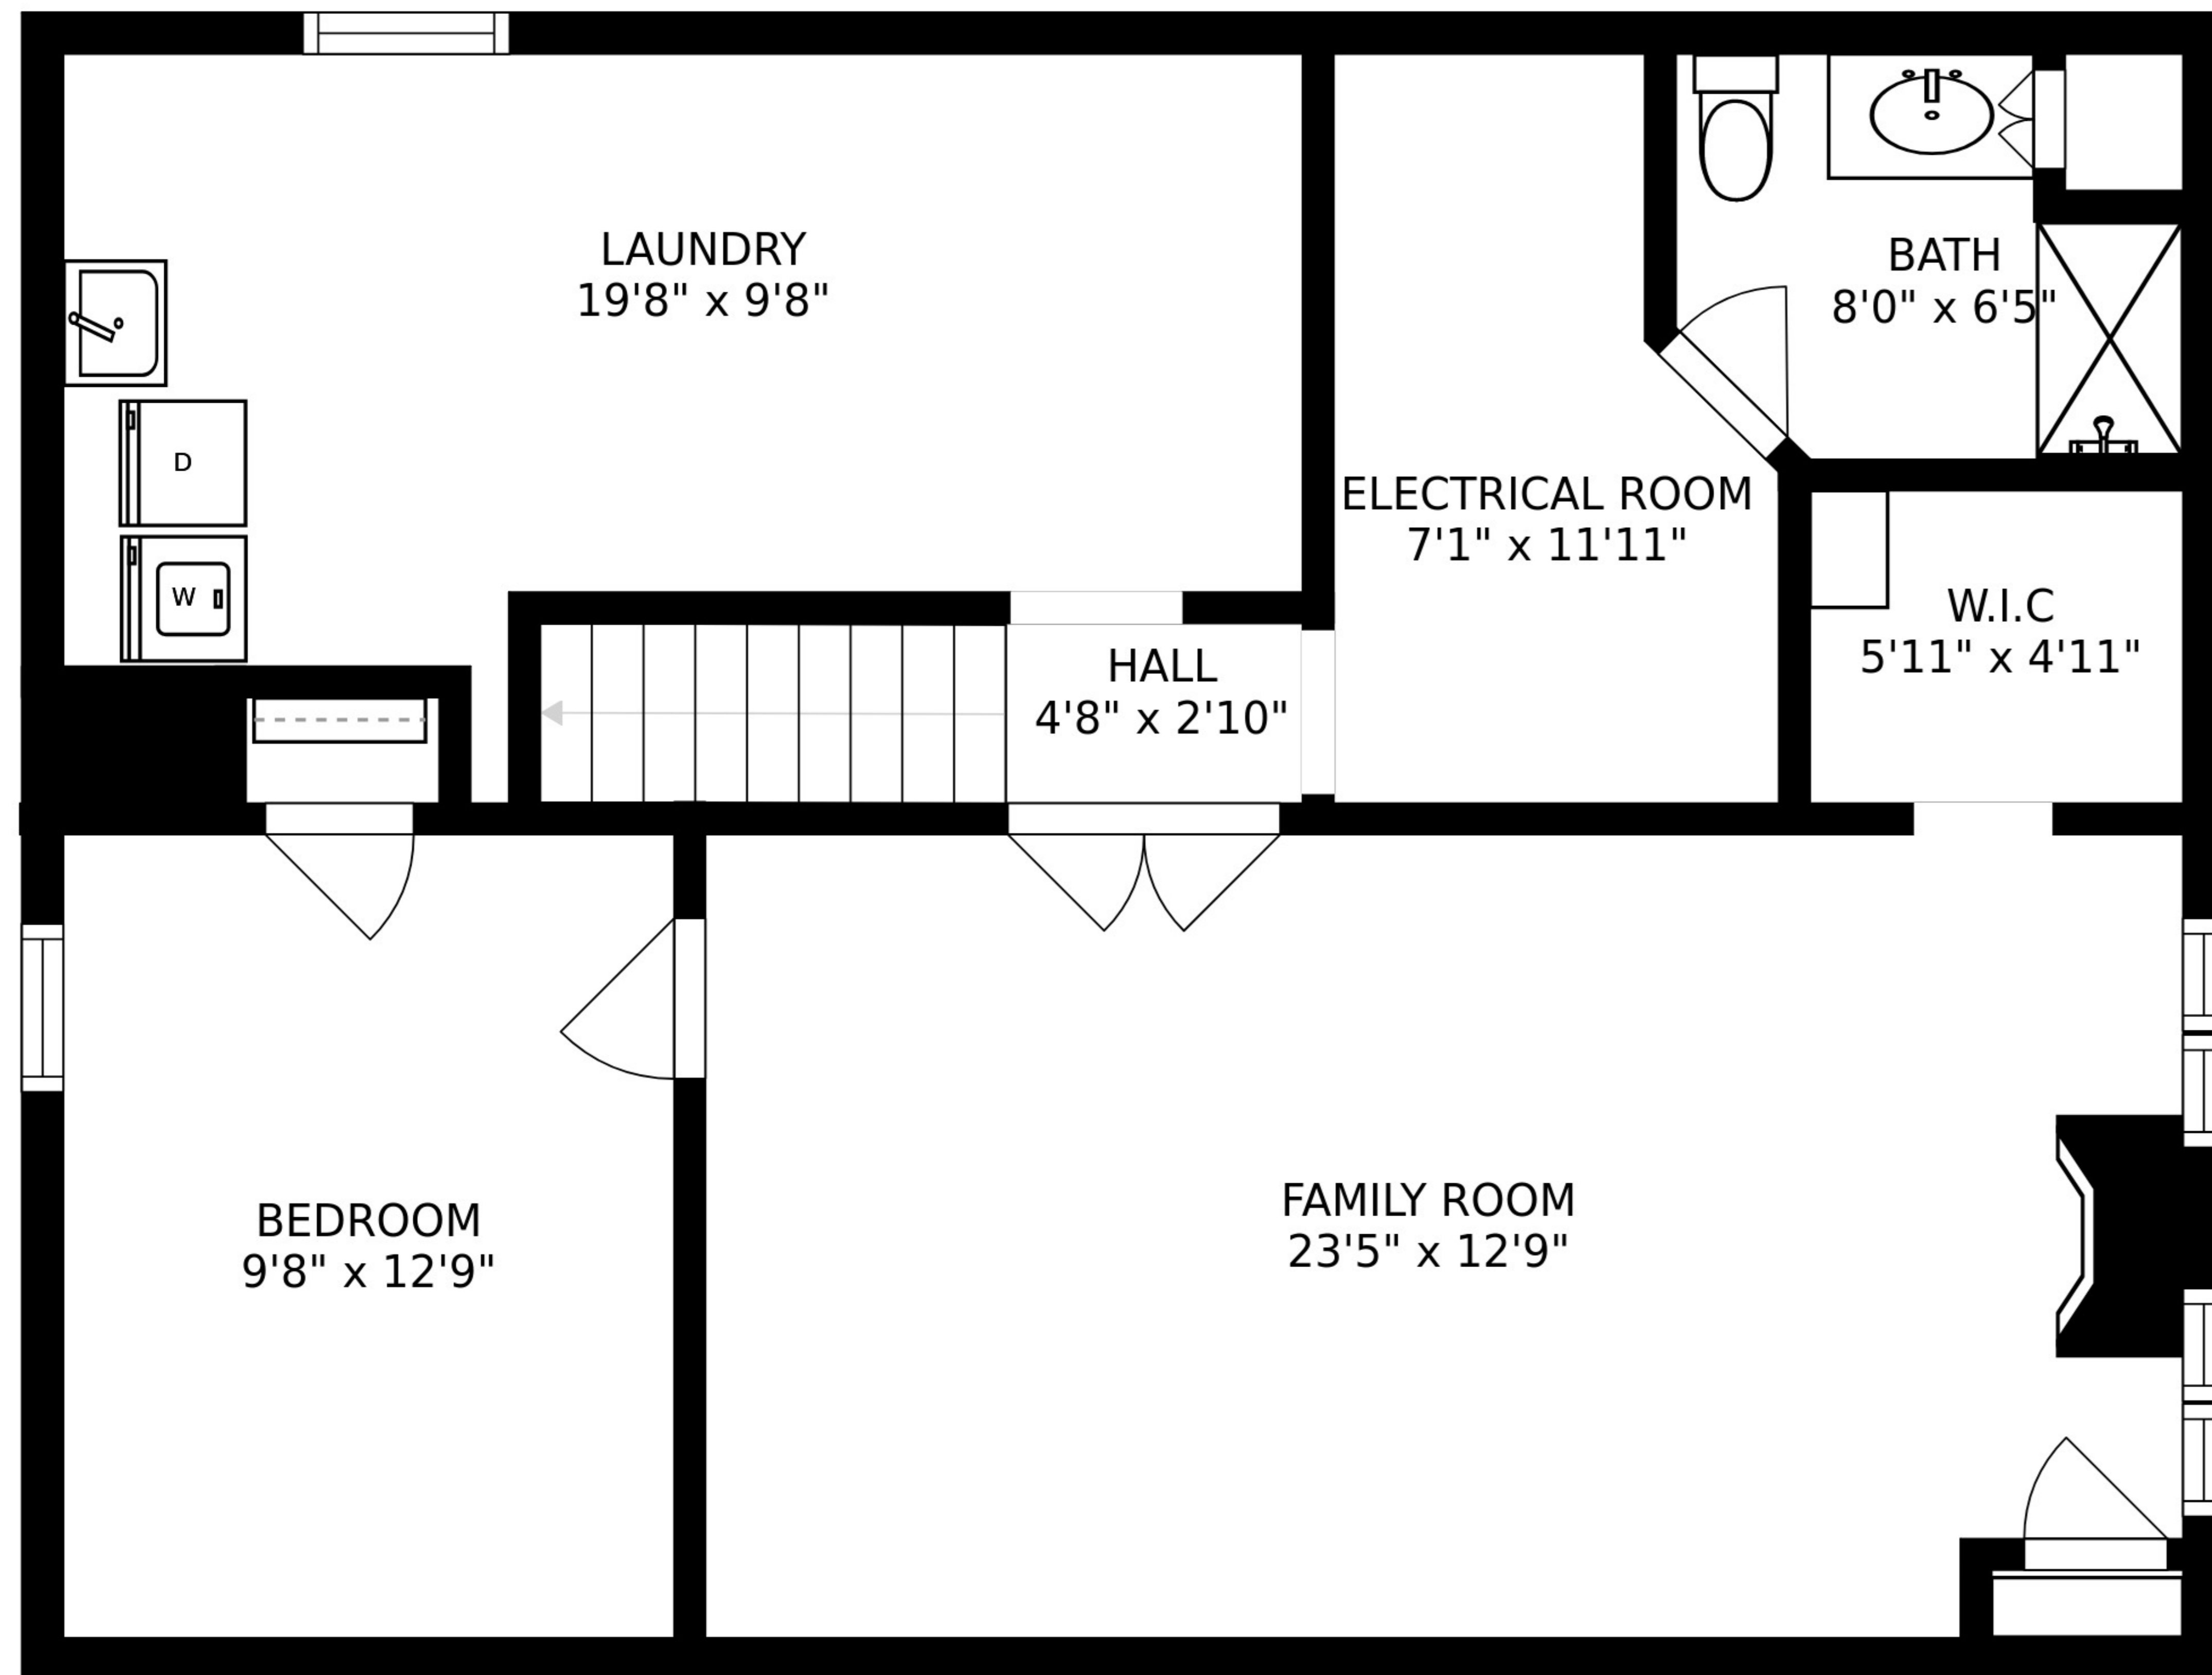 LAUNDRY
19'8" x 9'8"
BATH
8'0" x 6'5"
D
ELECTRICAL ROOM
7'1" x 11'11"
W
W.I.C
5'11" x 4'11"
HALL
4'8" x 2'10"
BEDROOM
9'8" x 12'9"
FAMILY ROOM
23'5" x 12'9"